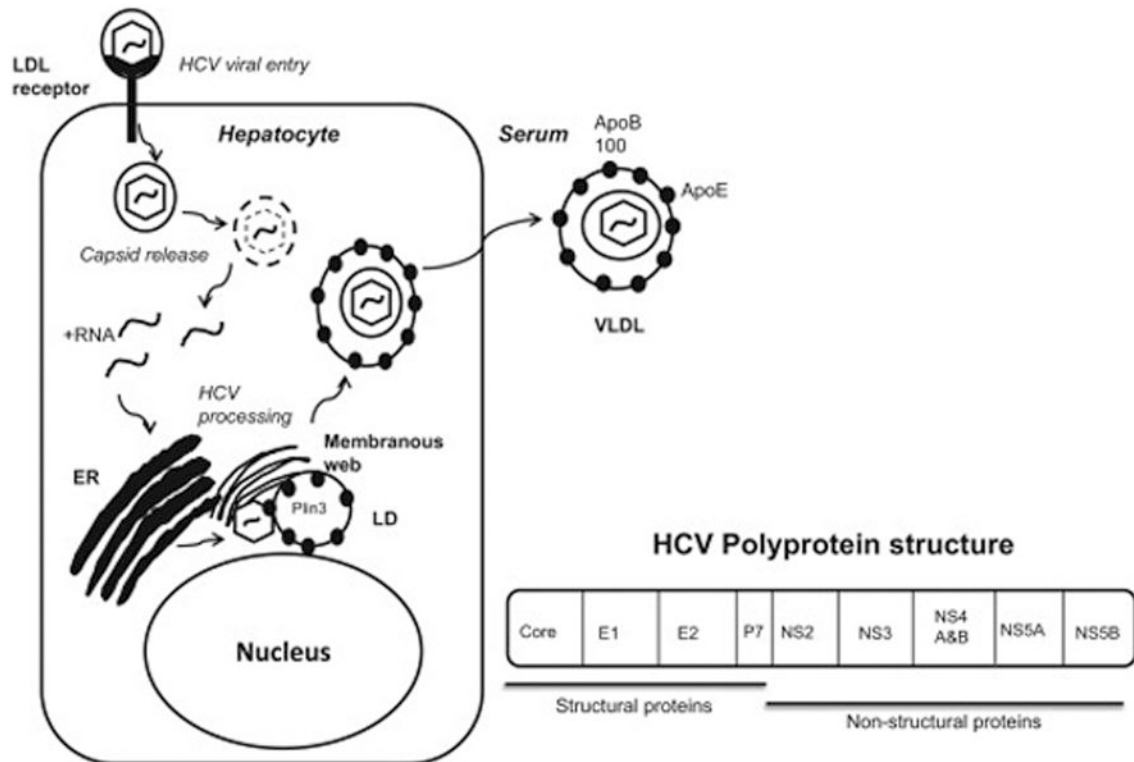 LDL
receptor
HCV viral entry
Hepatocyte
Serum
ApoB
100
ApoE
Capsid release
VLDL
+RNA
HCV
processing
Membranous
web
ER
Plin3
LD
Nucleus
HCV Polyprotein structure
Core E1 E2 P7 NS2 NS3 NS4 A&B NS5A NS5B
Structural proteins
Non-structural proteins